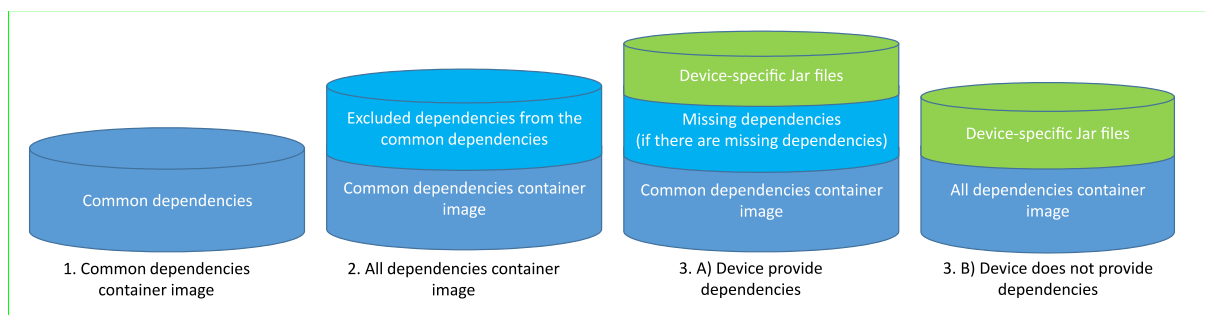 Common dependencies
1. Common dependencies
container image
Excluded dependencies from the
common dependencies
Common dependencies container
image
2. All dependencies container
image
Device-specific Jar files
Missing dependencies
(if there are missing dependencies)
Common dependencies container
image
3. A) Device provide
dependencies
Device-specific Jar files
All dependencies container
image
3. B) Device does not provide
dependencies